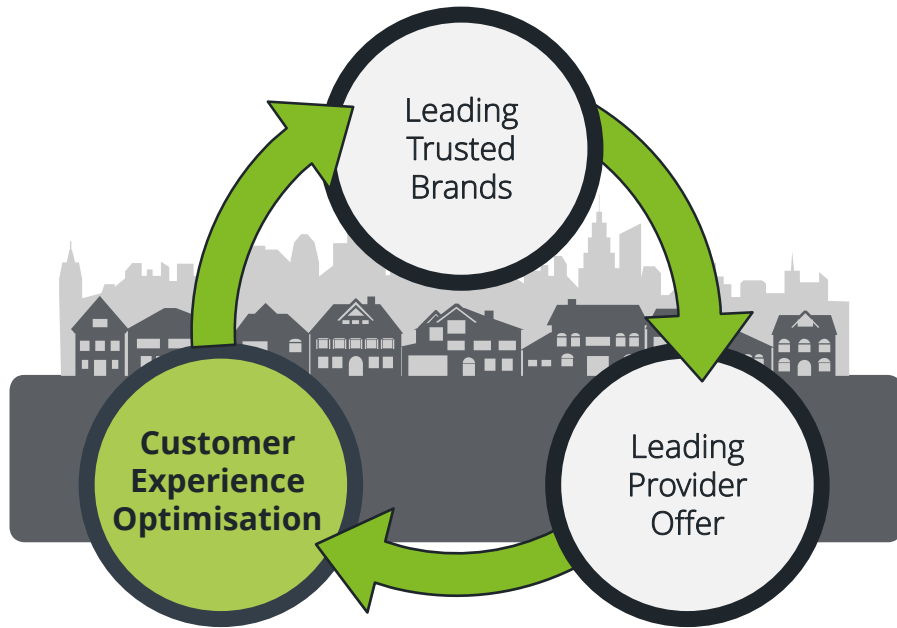 Leading
Trusted
Brands
Customer
Experience
Optimisation
Leading
Provider
Offer